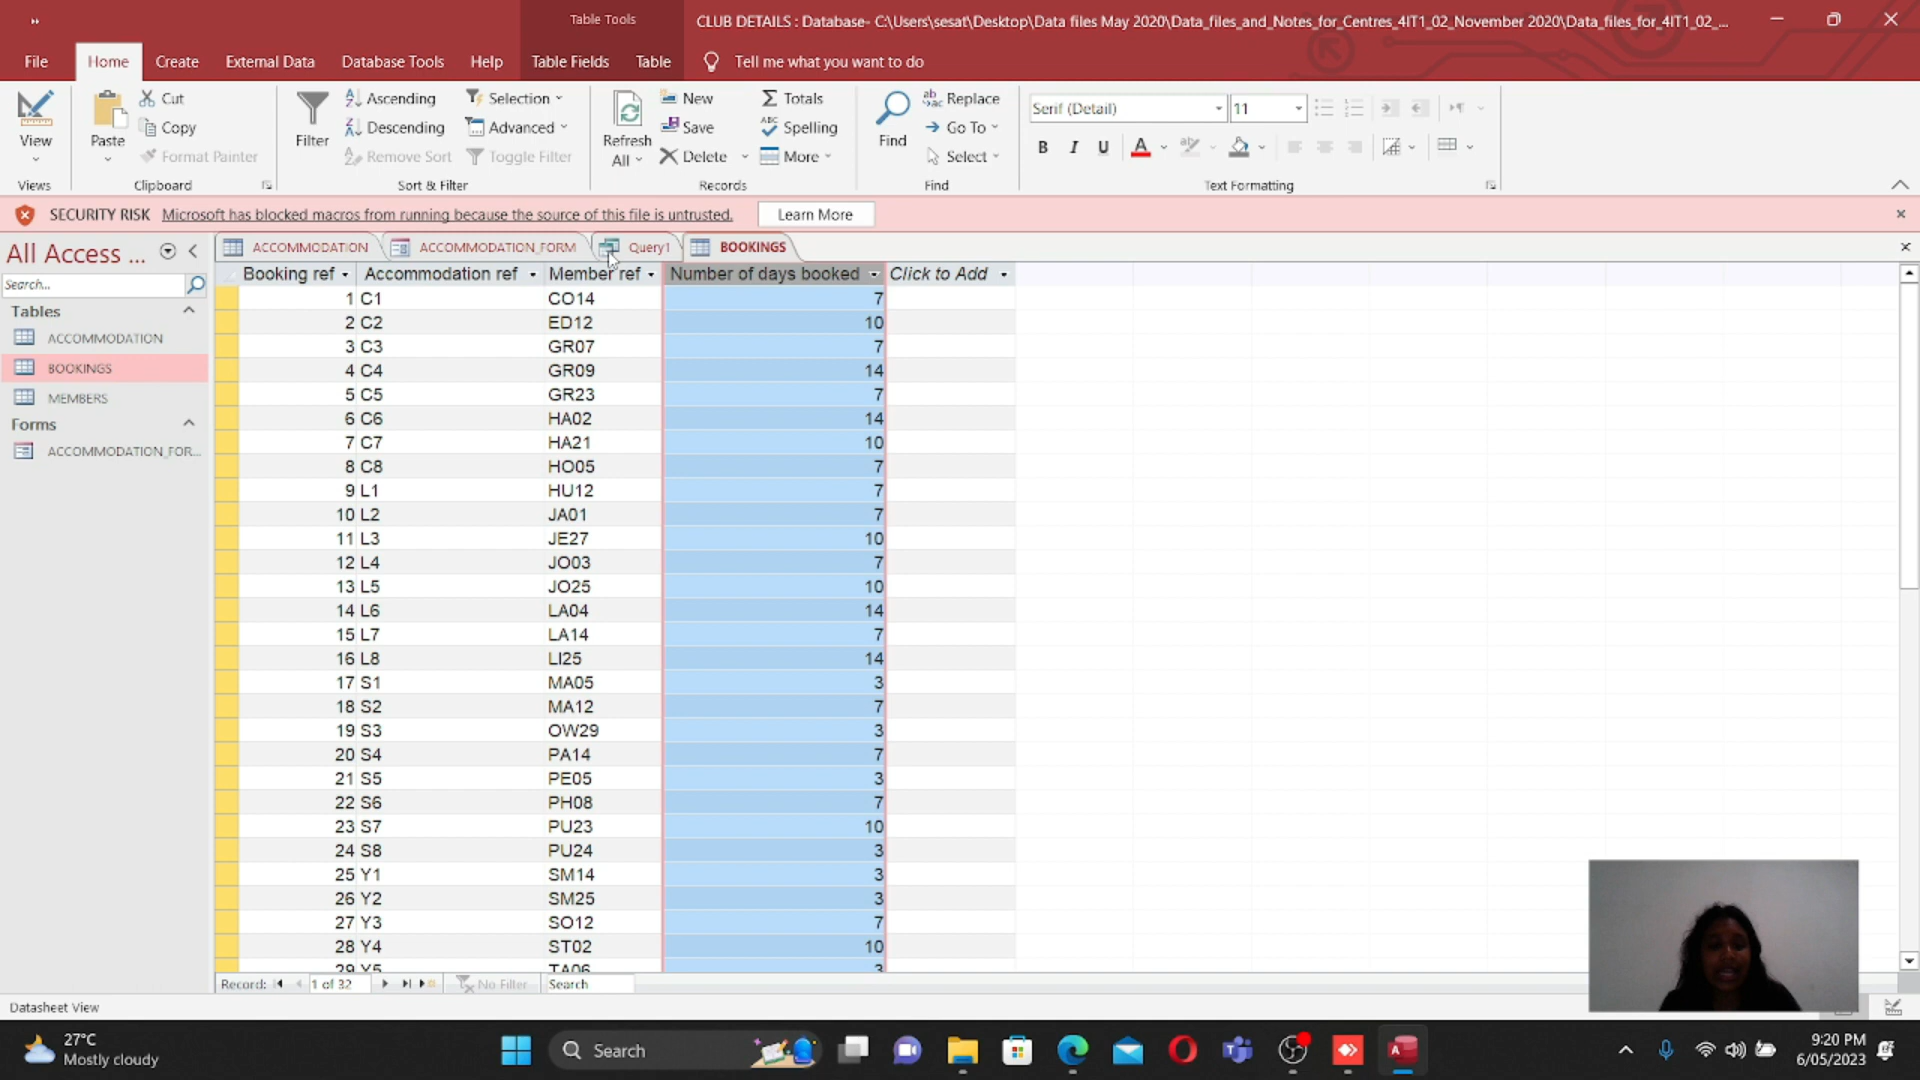 Table Tools
CLUB DETAILS : Database- C:\Users\sesat\Desktop\Data files May 2020\Data_files_and_Notes_for_Centres_4IT1_02_November 2020\Data_files_for_4IT1_02_...
File Home Create External Data Database Tools Help Table Fields Table Tell me what you want to do
View
Views
Paste
Cut
Copy
Format Painter
Clipboard
Filter
Ascending
Descending
Remove Sort
Selection
Advanced
Toggle Filter
Sort & Filter
Refresh
All
New
Save
Delete
Totals
Spelling
More
Records
Find
Replace
Go To
Select
Find
Serif (Detail) 11
B I U A
Text Formatting
SECURITY RISK Microsoft has blocked macros from running because the source of this file is untrusted. Learn More
All Access ...
Search...
Tables
ACCOMMODATION
BOOKINGS
MEMBERS
Forms
ACCOMMODATION_FOR...
ACCOMMODATION ACCOMMODATION_FORM Query1 BOOKINGS
Booking ref Accommodation ref Member ref Number of days booked Click to Add
1 C1 CO14 7
2 C2 ED12 10
3 C3 GR07 7
4 C4 GR09 14
5 C5 GR23 7
6 C6 HA02 14
7 C7 HA21 10
8 C8 HO05 7
9 L1 HU12 7
10 L2 JA01 7
11 L3 JE27 10
12 L4 JO03 7
13 L5 JO25 10
14 L6 LA04 14
15 L7 LA14 7
16 L8 LI25 14
17 S1 MA05 3
18 S2 MA12 7
19 S3 OW29 3
20 S4 PA14 7
21 S5 PE05 3
22 S6 PH08 7
23 S7 PU23 10
24 S8 PU24 3
25 Y1 SM14 3
26 Y2 SM25 3
27 Y3 SO12 7
28 Y4 ST02 10
29 Y5 TA06 3
Record: 1 of 32 No Filter Search
Datasheet View
27°C
Mostly cloudy
Search
9:20 PM
6/05/2023